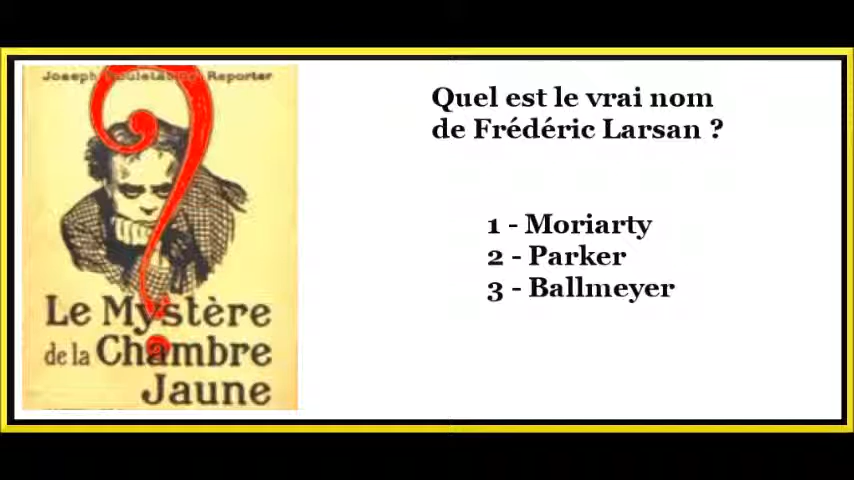 Joseph Rouletabille Reporter
Le Mystère
de la Chambre
Jaune
Quel est le vrai nom
de Frédéric Larsan ?
1 - Moriarty
2 - Parker
3 - Ballmeyer